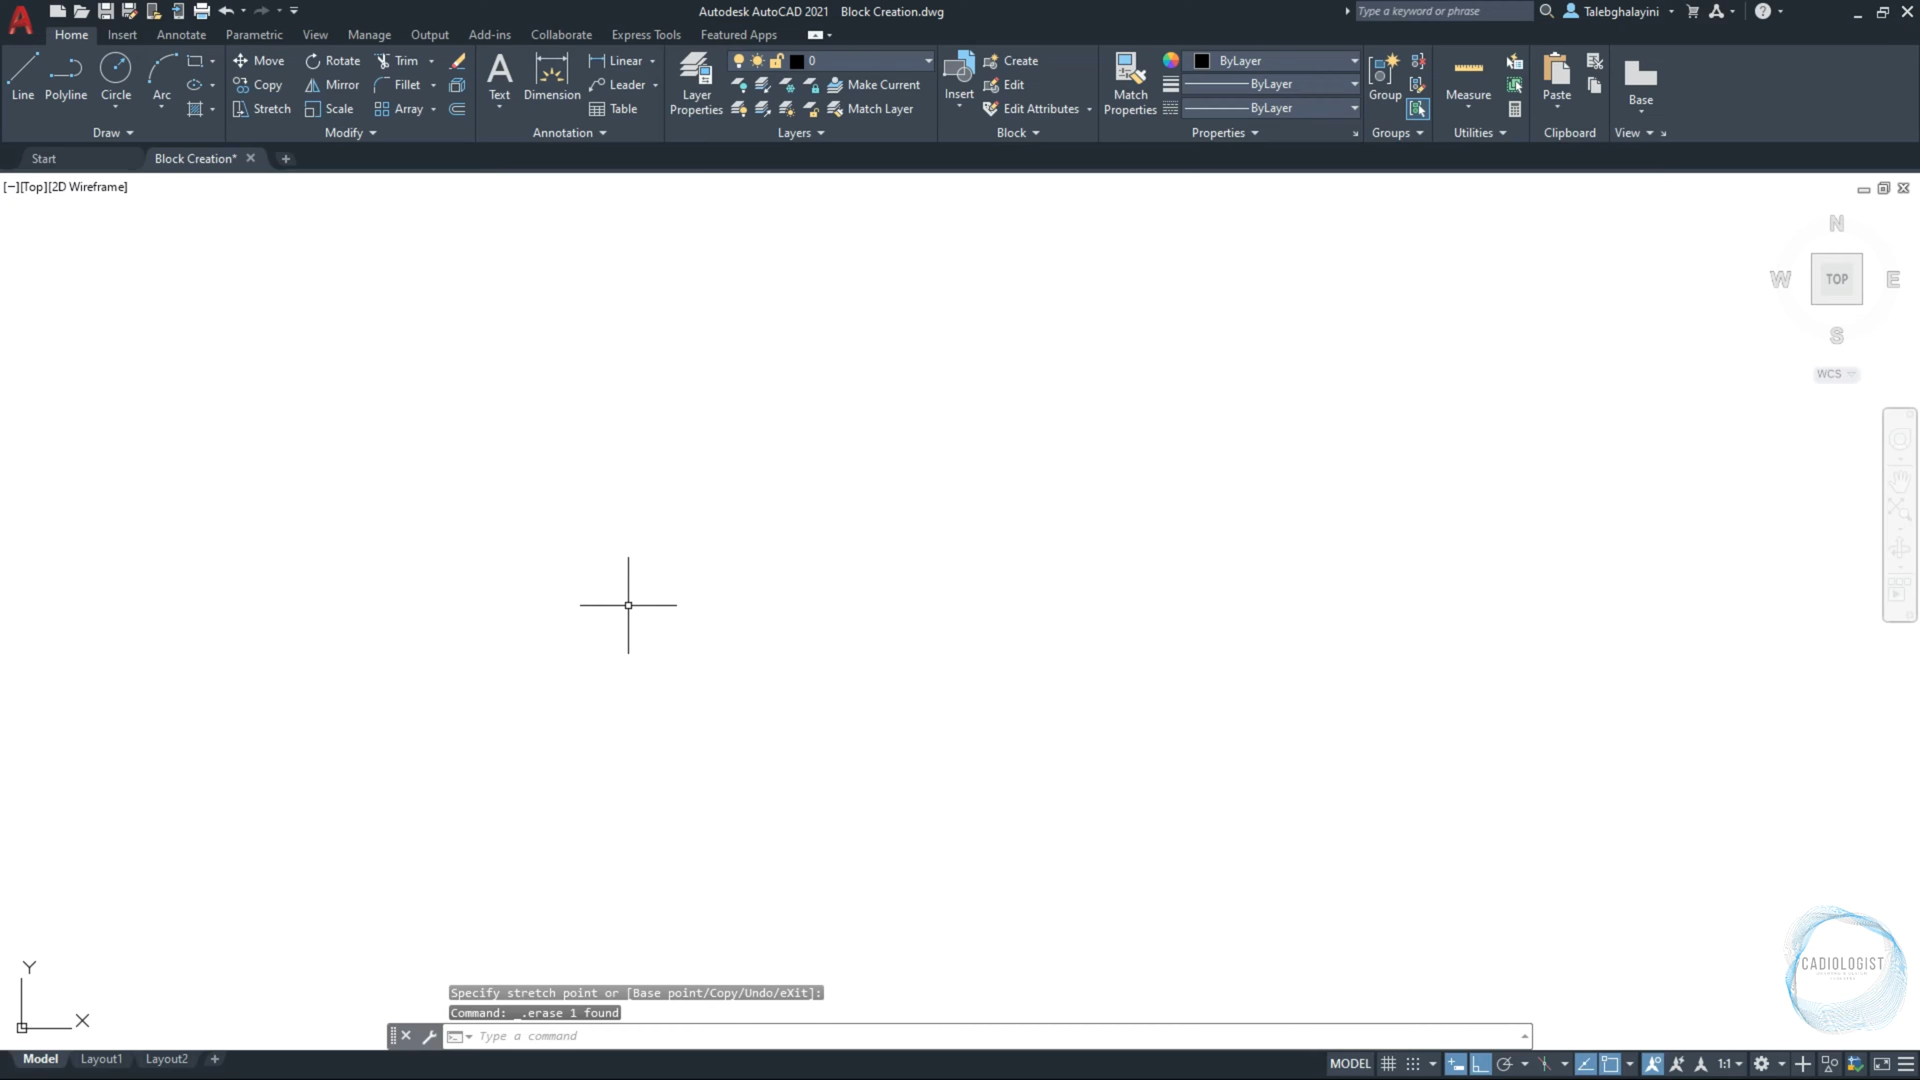 Autodesk AutoCAD 2021 Block Creation.dwg
Type a keyword or phrase
Talebghalayini
Home Insert Annotate Parametric View Manage Output Add-ins Collaborate Express Tools Featured Apps
Line Polyline Circle Arc
Move Rotate Trim
Copy Mirror Fillet
Stretch Scale Array
Text Dimension
Linear
Leader
Table
Layer Properties
0
Make Current
Match Layer
Insert
Create
Edit
Edit Attributes
Match Properties
ByLayer
ByLayer
ByLayer
Group
Measure
Paste
Base
Draw Modify Annotation Layers Block Properties Groups Utilities Clipboard View
Start Block Creation*
[−][Top][2D Wireframe]
N
W TOP E
S
WCS
Y
X
CADIOLOGIST
Specify stretch point or [Base point/Copy/Undo/eXit]:
Command: _.erase 1 found
Type a command
Model Layout1 Layout2
MODEL 1:1